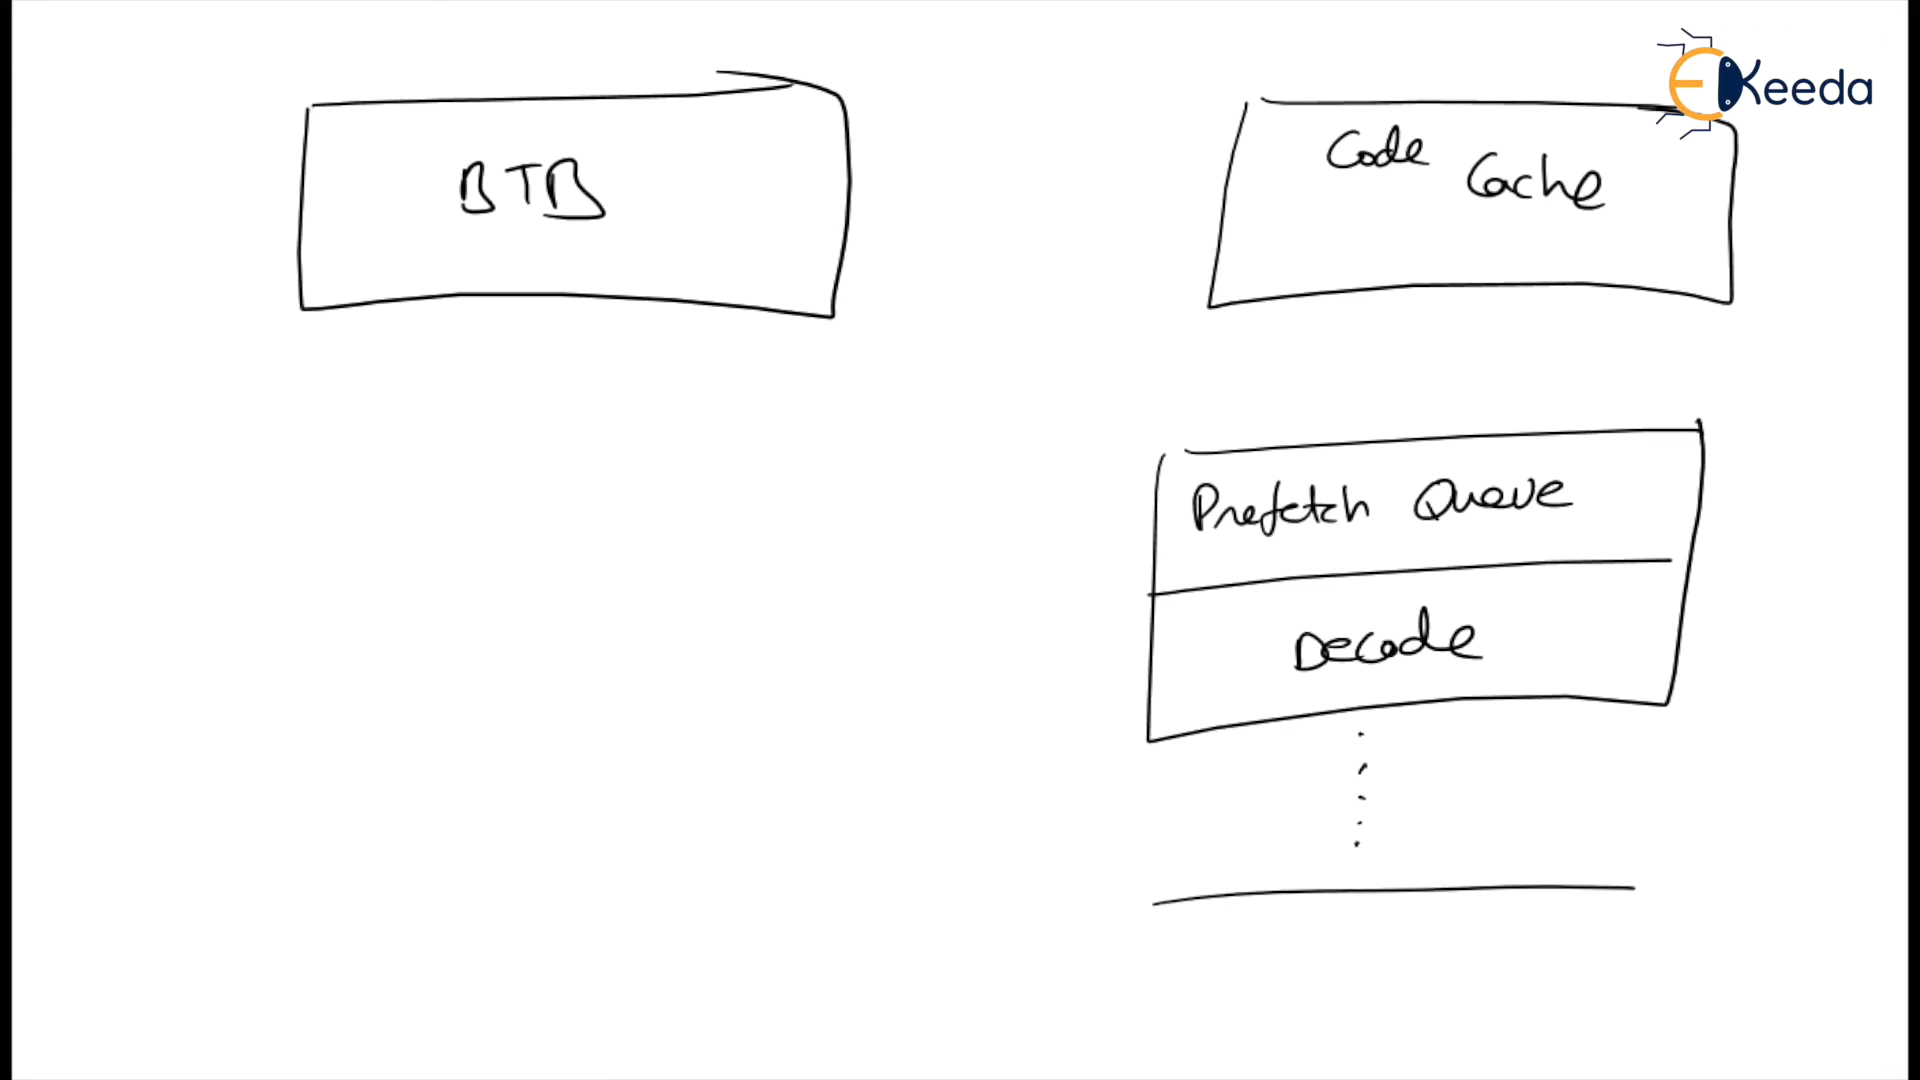 BTB
Code Cache
EKeeda
Prefetch Queue
Decode